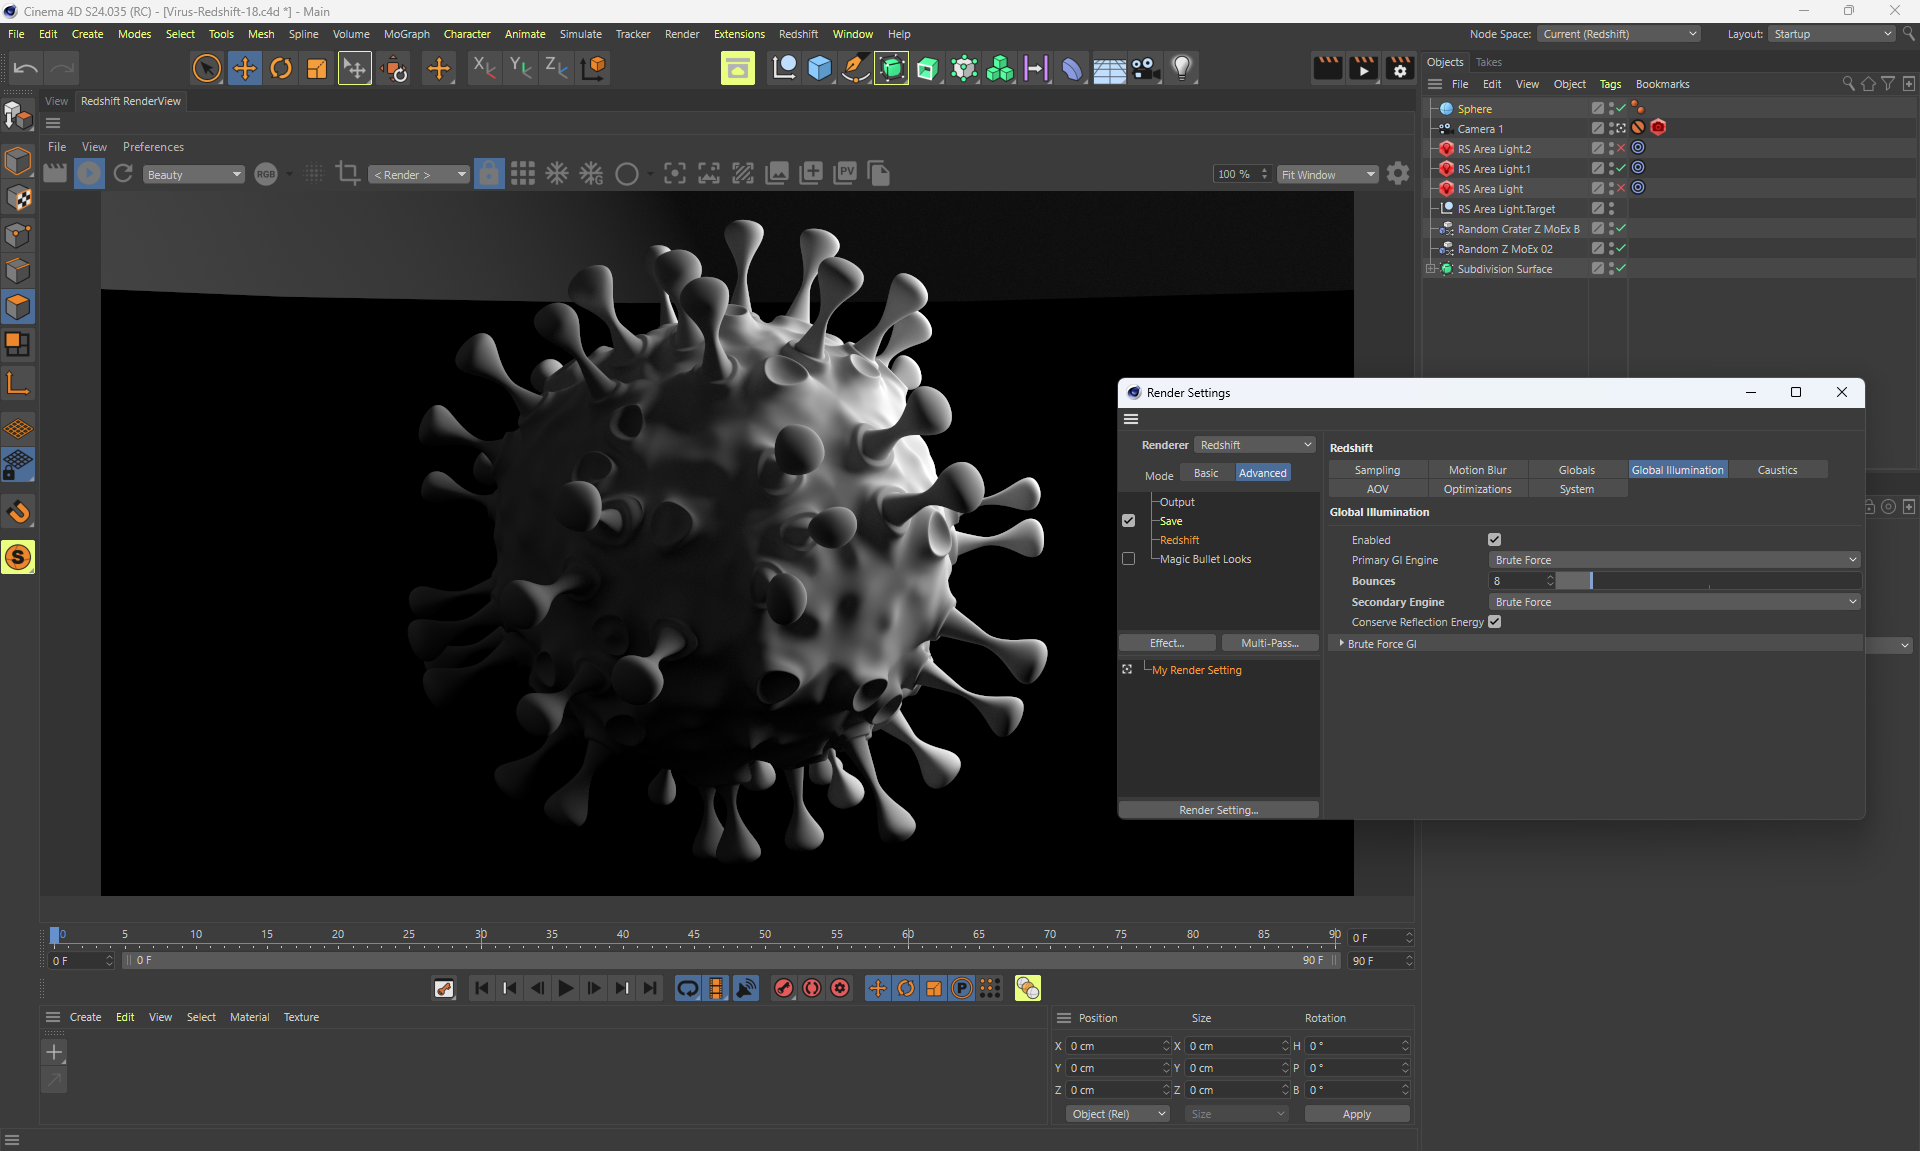 Cinema 4D S24.035 (RC) - [Virus-Redshift-18.c4d *] - Main
File Edit Create Modes Select Tools Mesh Spline Volume MoGraph Character Animate Simulate Tracker Render Extensions Redshift Window Help
Node Space: Current (Redshift) Layout: Startup
X Y Z
View Redshift RenderView
File View Preferences
Beauty RGB < Render > PV 100 % Fit Window
Objects Takes
File Edit View Object Tags Bookmarks
Sphere
Camera 1
RS Area Light.2
RS Area Light.1
RS Area Light
RS Area Light.Target
Random Crater Z MoEx B
Random Z MoEx 02
Subdivision Surface
Render Settings
Renderer Redshift
Mode Basic Advanced
Output
Save
Redshift
Magic Bullet Looks
Effect... Multi-Pass...
My Render Setting
Render Setting...
Redshift
Sampling Motion Blur Globals Global Illumination Caustics
AOV Optimizations System
Global Illumination
Enabled
Primary GI Engine Brute Force
Bounces 8
Secondary Engine Brute Force
Conserve Reflection Energy
Brute Force GI
S
0 5 10 15 20 25 30 35 40 45 50 55 60 65 70 75 80 85 90 0 F
0 F 0 F 90 F 90 F
P
Create Edit View Select Material Texture
Position Size Rotation
X 0 cm X 0 cm H 0 °
Y 0 cm Y 0 cm P 0 °
Z 0 cm Z 0 cm B 0 °
Object (Rel) Size Apply